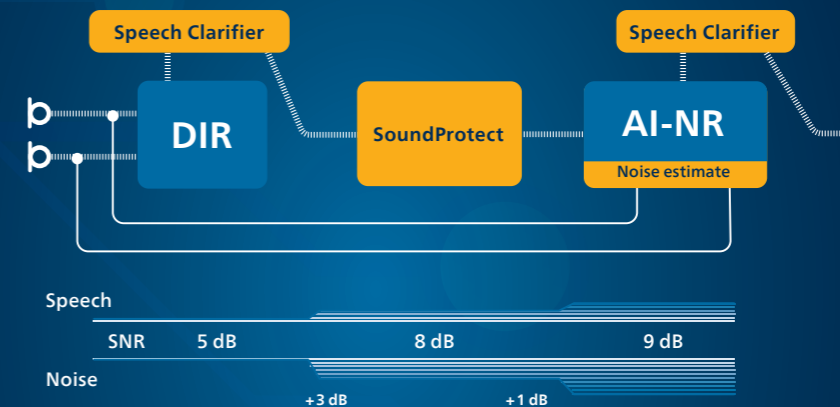 Speech Clarifier
Speech Clarifier
DIR
SoundProtect
AI-NR
Noise estimate
Speech
SNR 5 dB 8 dB 9 dB
Noise
+3 dB +1 dB